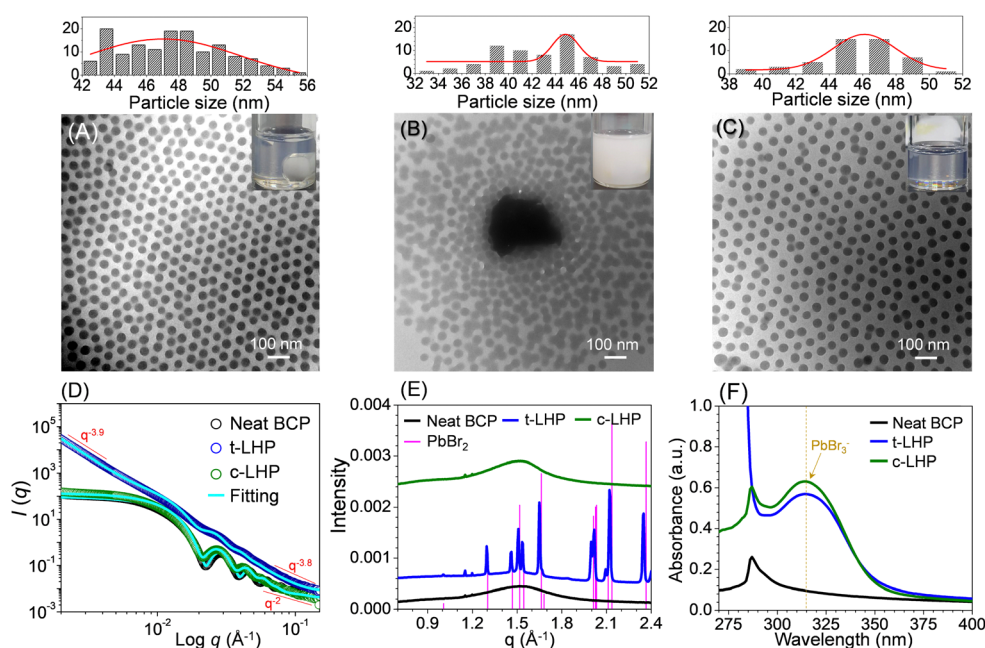 20
10
0
42 44 46 48 50 52 54 56
Particle size (nm)
20
10
0
32 34 36 38 40 42 44 46 48 50 52
Particle size (nm)
20
10
0
38 40 42 44 46 48 50 52
Particle size (nm)
(A)
100 nm
(B)
100 nm
(C)
100 nm
(D)
q-3.9
Neat BCP
t-LHP
c-LHP
Fitting
q-3.8
q-2
I (q)
10⁵
10³
10¹
10⁻¹
10⁻³
10⁻²
10⁻¹
Log q (Å⁻¹)
(E)
Neat BCP
t-LHP
c-LHP
PbBr₂
Intensity
0.004
0.003
0.002
0.001
0.000
0.9 1.2 1.5 1.8 2.1 2.4
q (Å⁻¹)
(F)
Neat BCP
t-LHP
c-LHP
PbBr₃⁻
Absorbance (a.u.)
1.0
0.8
0.6
0.4
0.2
0.0
270 295 320 345 370 400
Wavelength (nm)